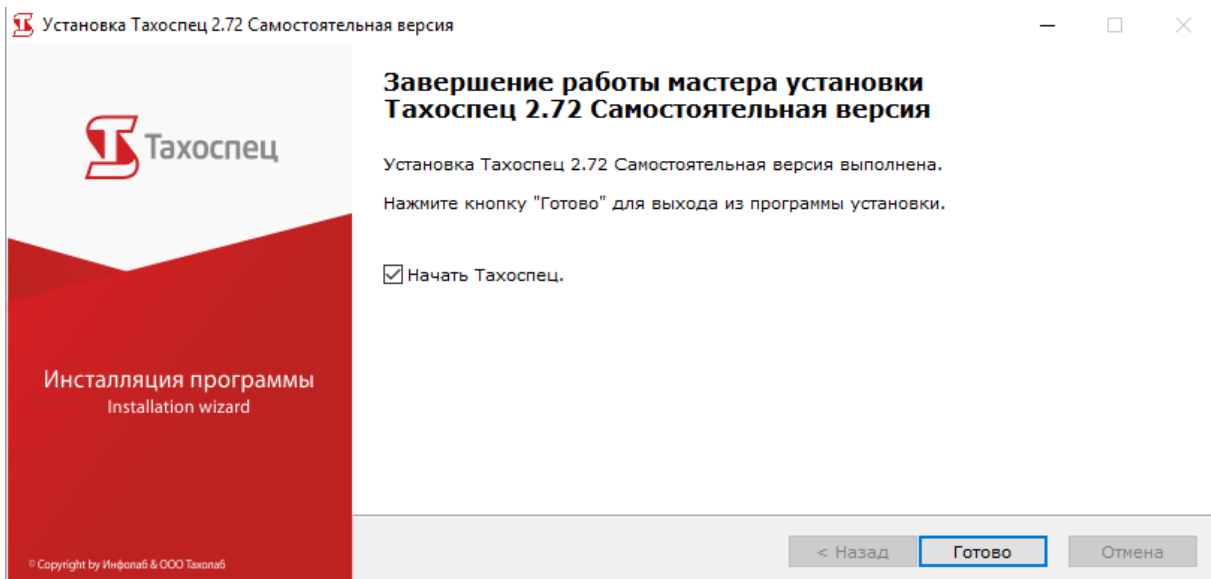 Установка Тахоспец 2.72 Самостоятельная версия
Тахоспец
Инсталляция программы
Installation wizard
© Copyright by Инфолаб & ООО Тахолаб
Завершение работы мастера установки
Тахоспец 2.72 Самостоятельная версия
Установка Тахоспец 2.72 Самостоятельная версия выполнена.
Нажмите кнопку "Готово" для выхода из программы установки.
Начать Тахоспец.
< Назад
Готово
Отмена